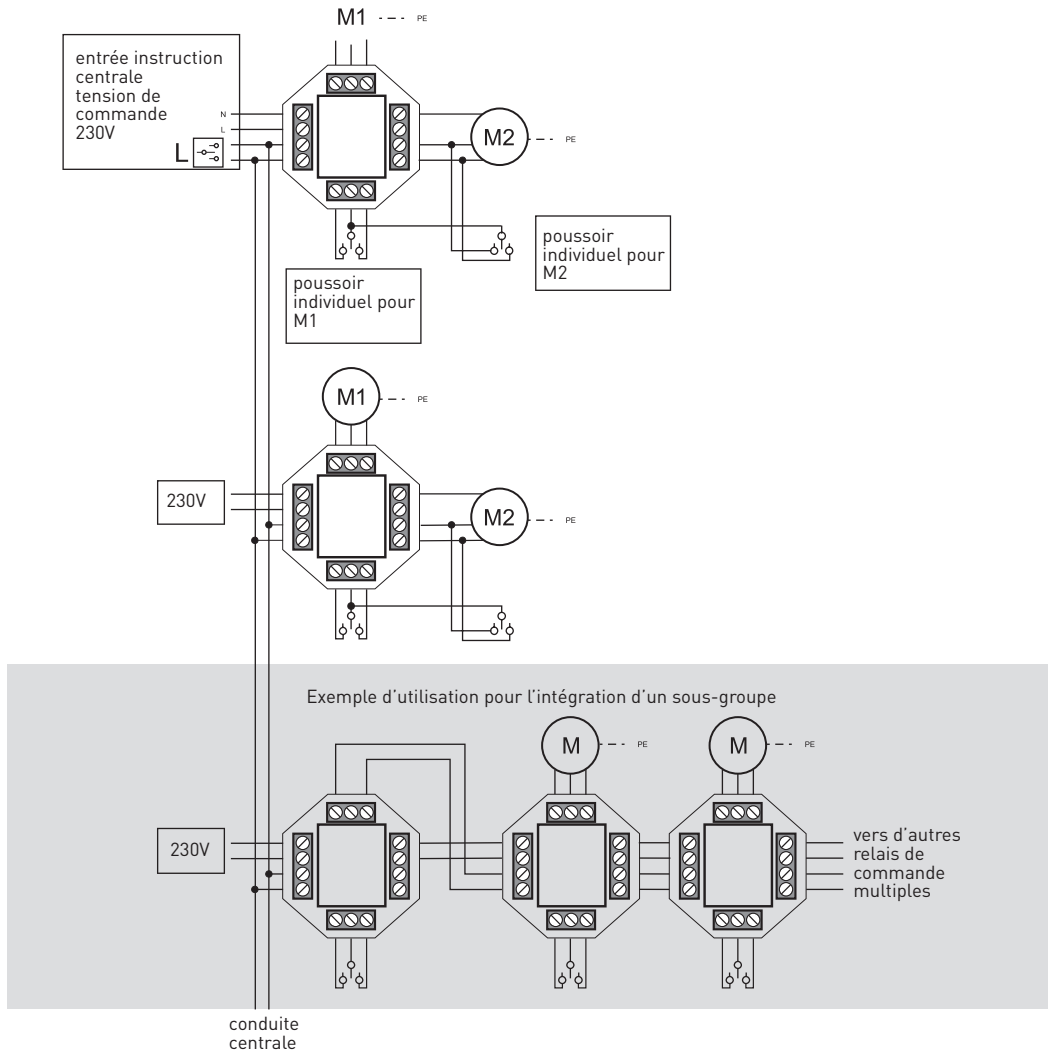 M1
PE
entrée instruction
centrale
tension de
commande
230V
N
L
L
M2
PE
poussoir
individuel pour
M2
poussoir
individuel pour
M1
M1
PE
230V
M2
PE
Exemple d'utilisation pour l'intégration d'un sous-groupe
M
PE
M
PE
230V
vers d'autres
relais de
commande
multiples
conduite
centrale